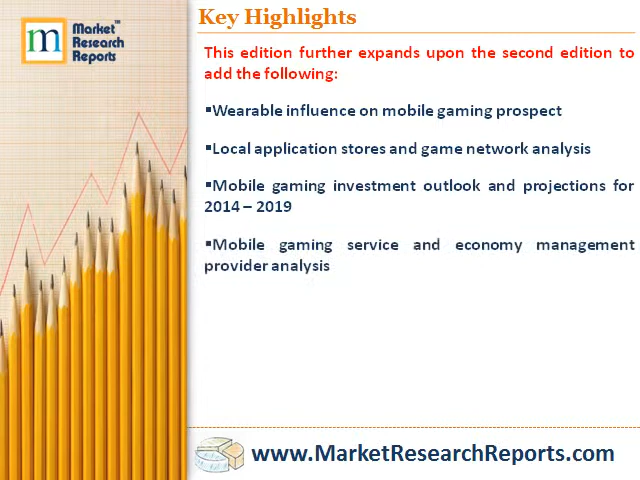 m
Market™
Research
Reports
Key Highlights
This edition further expands upon the second edition to
add the following:
▪Wearable influence on mobile gaming prospect
▪Local application stores and game network analysis
▪Mobile gaming investment outlook and projections for
2014 – 2019
▪Mobile gaming service and economy management
provider analysis
www.MarketResearchReports.com